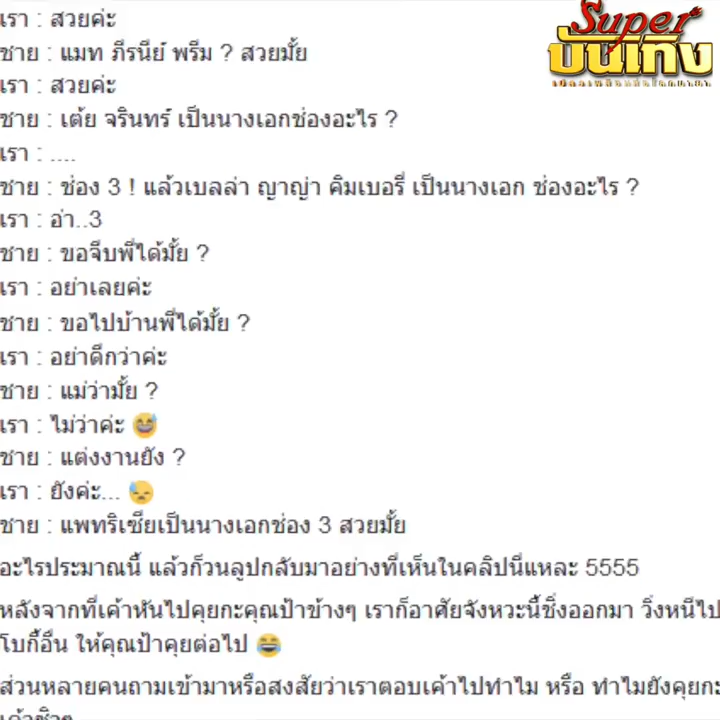 เรา : สวยค่ะ
Super
บันเทิง
ชาย : แมท ภีรนีย์ พรีม ? สวยมั้ย
เรา : สวยค่ะ
ชาย : เต้ย จรินทร์ เป็นนางเอกช่องอะไร ?
เรา : ....
ชาย : ช่อง 3 ! แล้วเบลล่า ญาญ่า คิมเบอรี่ เป็นนางเอก ช่องอะไร ?
เรา : อ่า..3
ชาย : ขอจีบพี่ได้มั้ย ?
เรา : อย่าเลยค่ะ
ชาย : ขอไปบ้านพี่ได้มั้ย ?
เรา : อย่าดีกว่าค่ะ
ชาย : แม่ว่ามั้ย ?
เรา : ไม่ว่าค่ะ 😅
ชาย : แต่งงานยัง ?
เรา : ยังค่ะ... 😓
ชาย : แพทริเซียเป็นนางเอกช่อง 3 สวยมั้ย
อะไรประมาณนี้ แล้วก็วนลูปกลับมาอย่างที่เห็นในคลิปนี่แหละ 5555
หลังจากที่เค้าหันไปคุยกะคุณป้าข้างๆ เราก็อาศัยจังหวะนี้ชิ่งออกมา วิ่งหนีไป
โบกี้อื่น ให้คุณป้าคุยต่อไป 😂
ส่วนหลายคนถามเข้ามาหรือสงสัยว่าเราตอบเค้าไปทำไม หรือ ทำไมยังคุยกะ